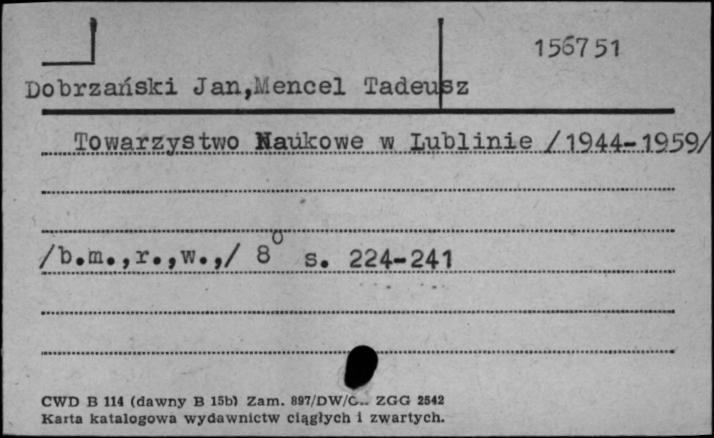 156751
Dobrzański Jan,Mencel Tadeusz
Towarzystwo Naukowe w Lublinie /1944-1959/
/b.m.,r.,w.,/ 8⁰ s. 224-241
CWD B 114 (dawny B 15b) Zam. 897/DW/ ZGG 2542
Karta katalogowa wydawnictw ciągłych i zwartych.